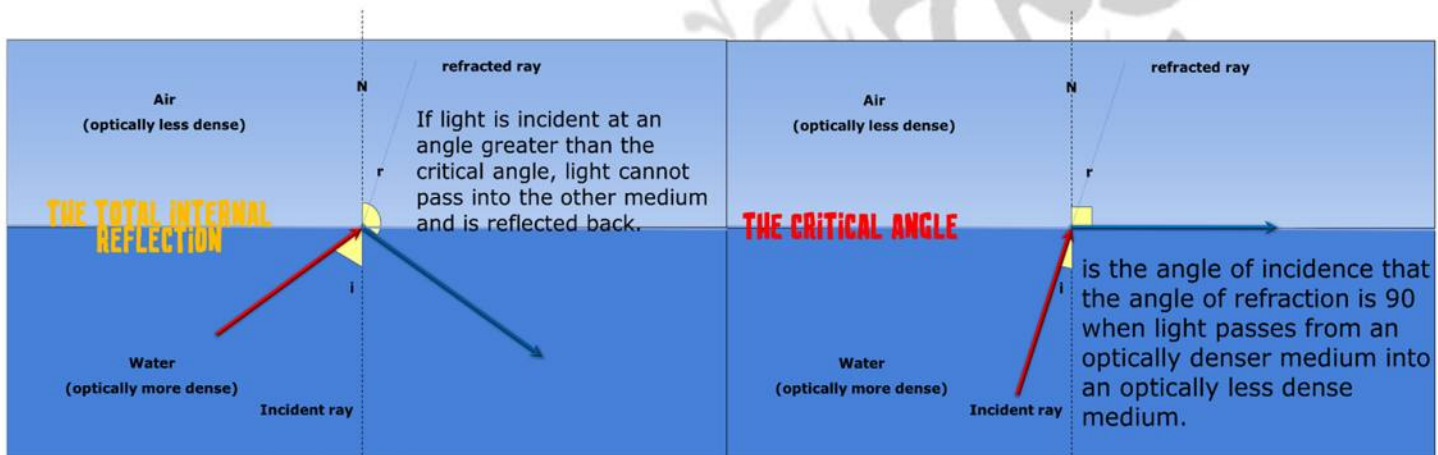 refracted ray
N
Air
(optically less dense)
If light is incident at an
angle greater than the
critical angle, light cannot
pass into the other medium
and is reflected back.
r
THE TOTAL INTERNAL
REFLECTION
i
Water
(optically more dense)
Incident ray
refracted ray
N
Air
(optically less dense)
r
THE CRITICAL ANGLE
is the angle of incidence that
the angle of refraction is 90
when light passes from an
optically denser medium into
an optically less dense
medium.
i
Water
(optically more dense)
Incident ray